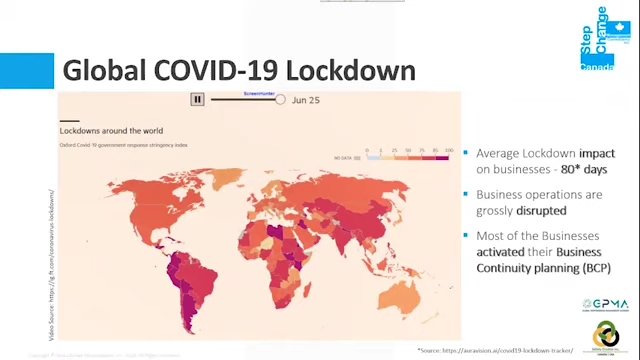 Step Change
Canada
Global COVID-19 Lockdown
ScreenHunter
Jun 25
Lockdowns around the world
Oxford Covid-19 government response stringency index
NO DATA
0 1 25 75 85 100
Average Lockdown impact
on businesses - 80* days
Business operations are
grossly disrupted
Most of the Businesses
activated their Business
Continuity planning (BCP)
Video Source: https://ig.ft.com/coronavirus-lockdowns/
GPMA
*Source: https://auravision.ai/covid19-lockdown-tracker/